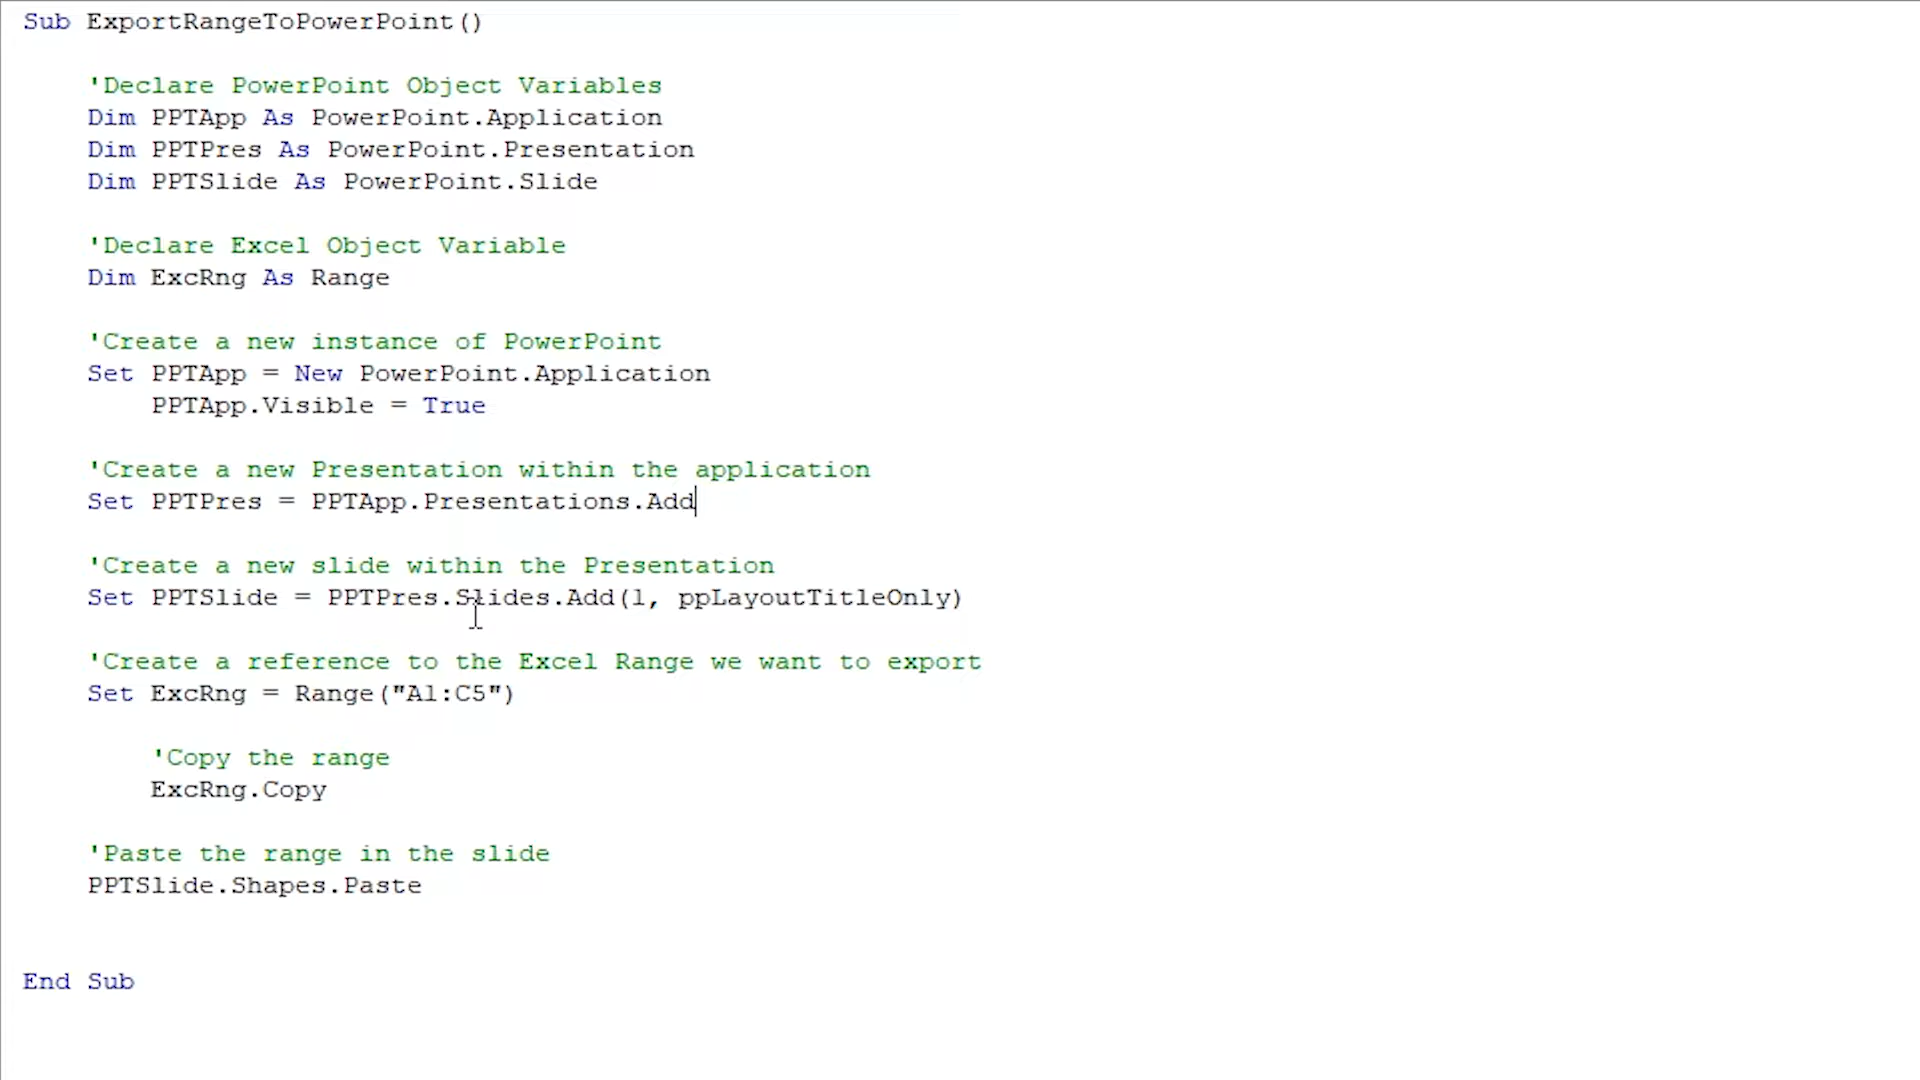 Sub ExportRangeToPowerPoint()
'Declare PowerPoint Object Variables
Dim PPTApp As PowerPoint.Application
Dim PPTPres As PowerPoint.Presentation
Dim PPTSlide As PowerPoint.Slide
'Declare Excel Object Variable
Dim ExcRng As Range
'Create a new instance of PowerPoint
Set PPTApp = New PowerPoint.Application
PPTApp.Visible = True
'Create a new Presentation within the application
Set PPTPres = PPTApp.Presentations.Add
'Create a new slide within the Presentation
Set PPTSlide = PPTPres.Slides.Add(1, ppLayoutTitleOnly)
'Create a reference to the Excel Range we want to export
Set ExcRng = Range("A1:C5")
'Copy the range
ExcRng.Copy
'Paste the range in the slide
PPTSlide.Shapes.Paste
End Sub